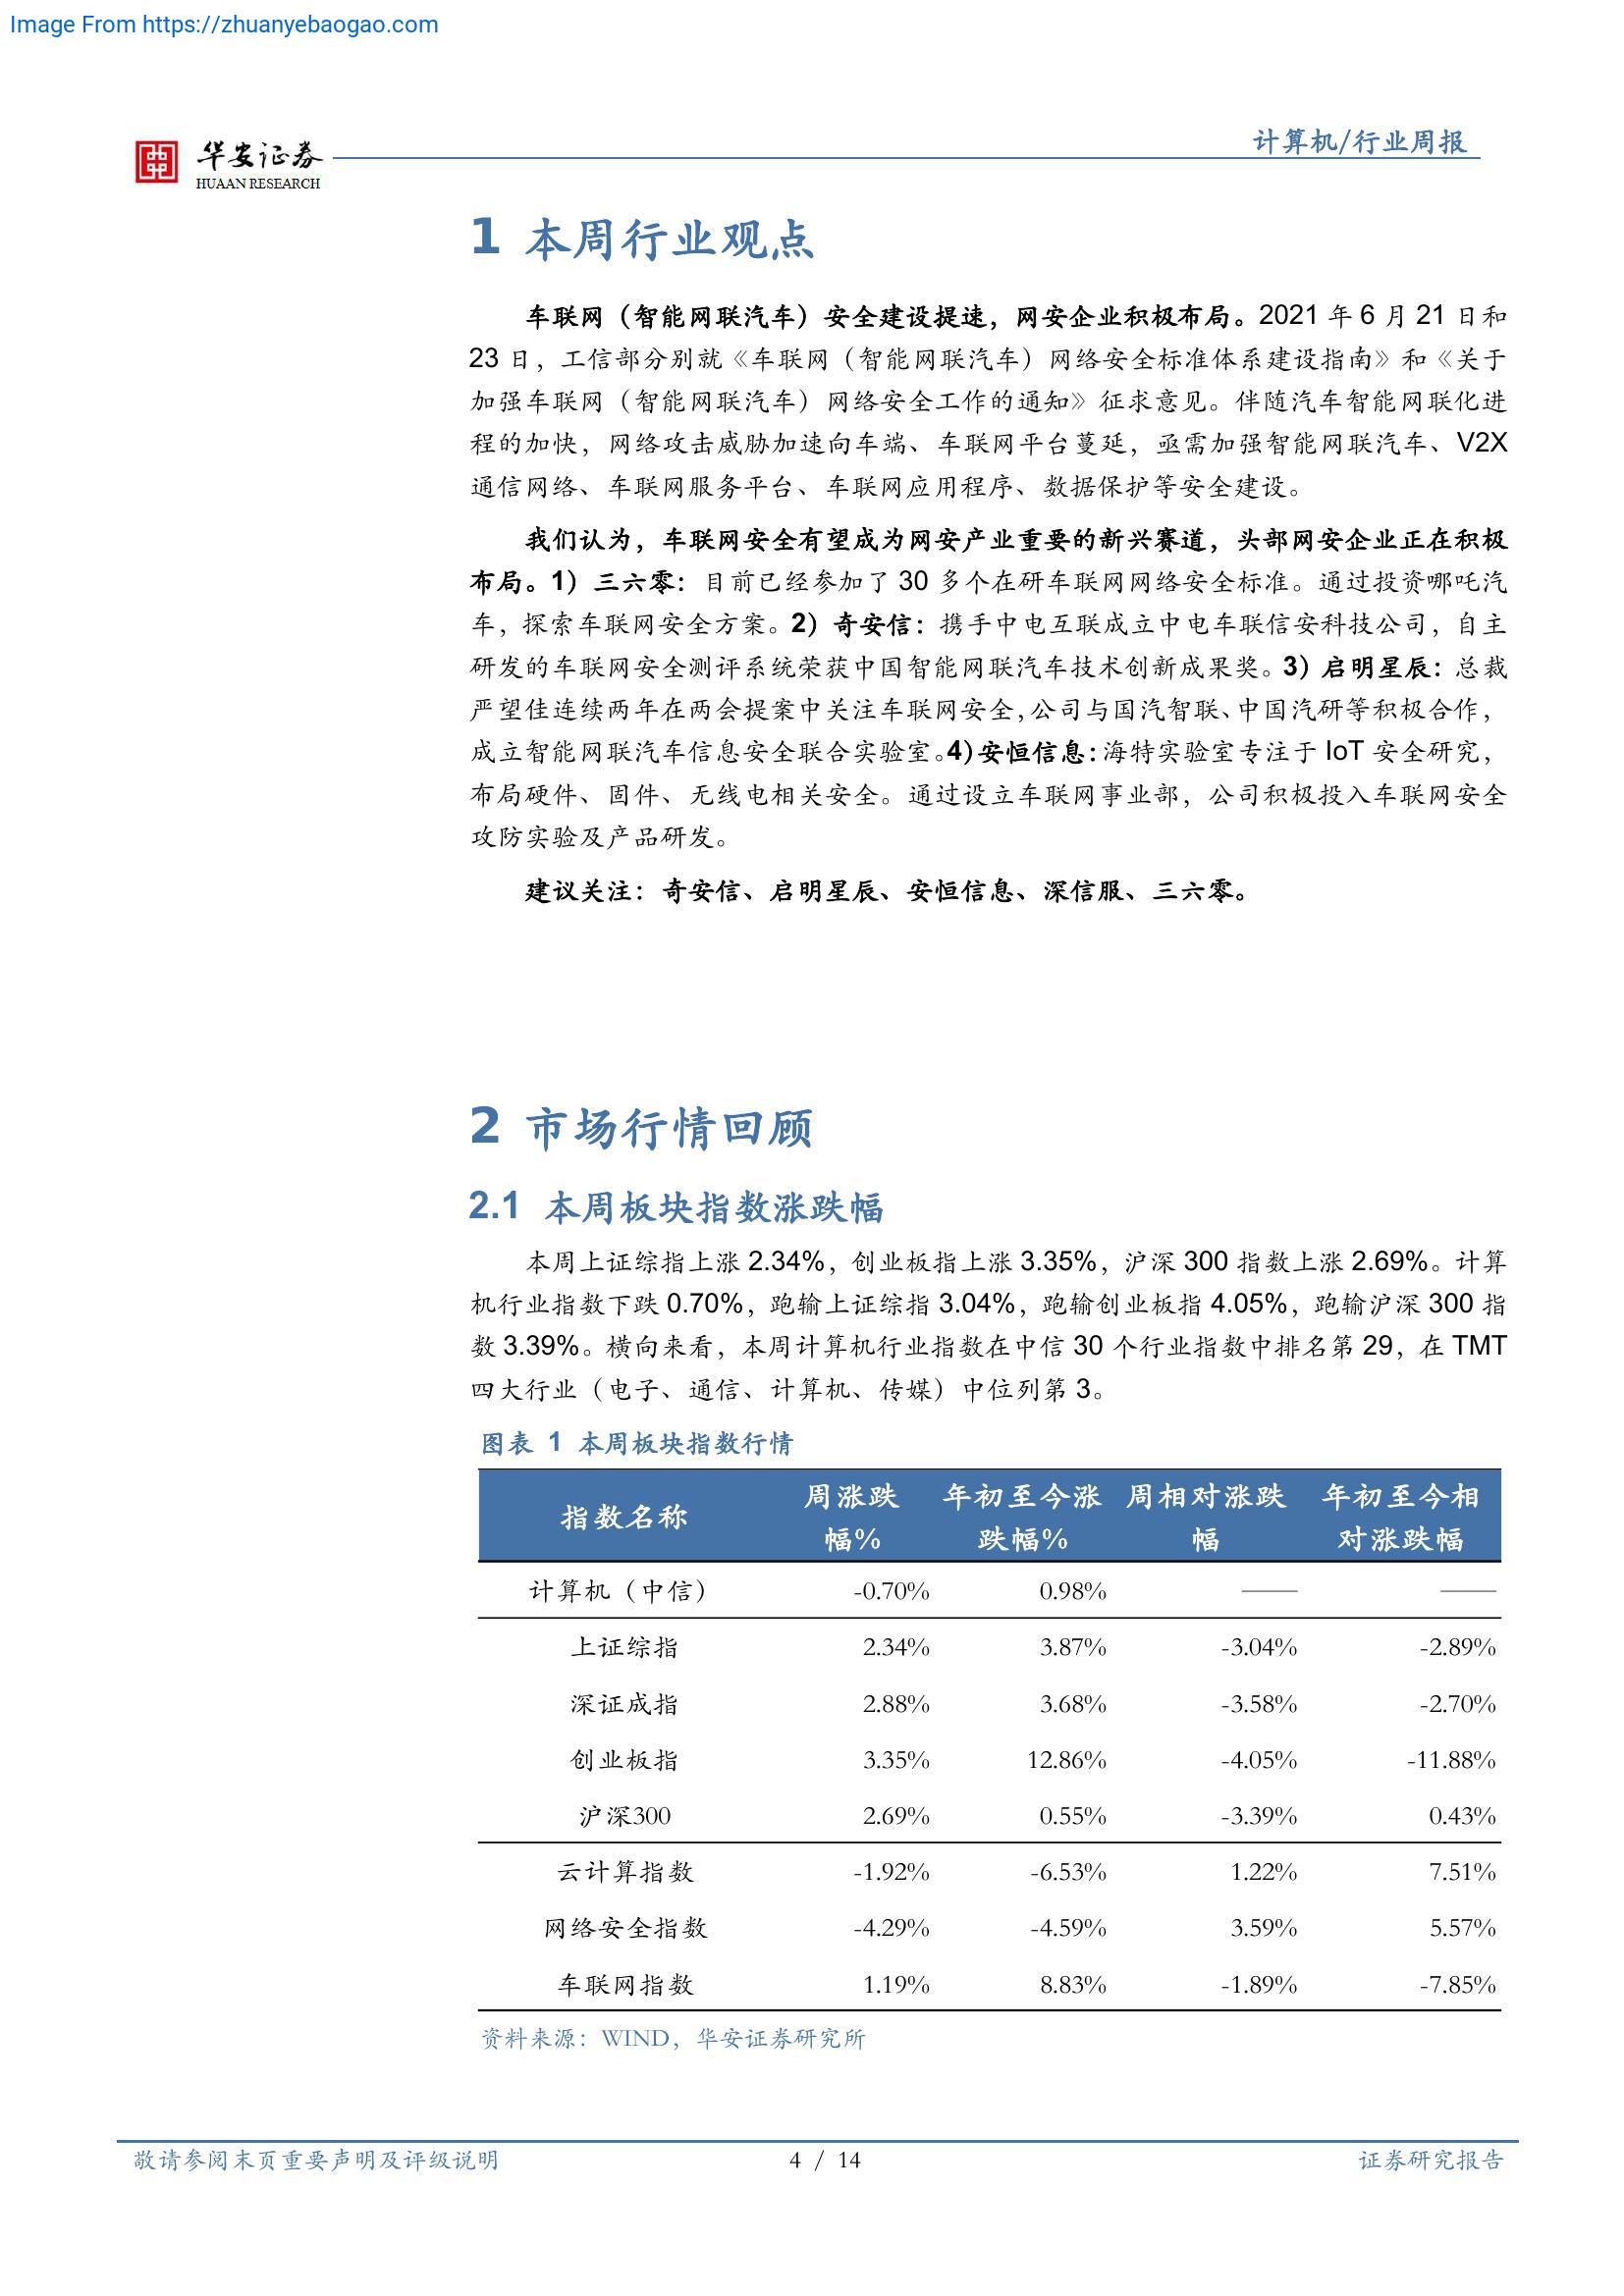 Image From https://zhuanyebaogao.com
华安证券
HUAAN RESEARCH
计算机/行业周报
1 本周行业观点
车联网（智能网联汽车）安全建设提速，网安企业积极布局。2021 年 6 月 21 日和
23 日，工信部分别就《车联网（智能网联汽车）网络安全标准体系建设指南》和《关于
加强车联网（智能网联汽车）网络安全工作的通知》征求意见。伴随汽车智能网联化进
程的加快，网络攻击威胁加速向车端、车联网平台蔓延，亟需加强智能网联汽车、V2X
通信网络、车联网服务平台、车联网应用程序、数据保护等安全建设。
我们认为，车联网安全有望成为网安产业重要的新兴赛道，头部网安企业正在积极
布局。1）三六零：目前已经参加了 30 多个在研车联网网络安全标准。通过投资哪吒汽
车，探索车联网安全方案。2）奇安信：携手中电互联成立中电车联信安科技公司，自主
研发的车联网安全测评系统荣获中国智能网联汽车技术创新成果奖。3）启明星辰：总裁
严望佳连续两年在两会提案中关注车联网安全，公司与国汽智联、中国汽研等积极合作，
成立智能网联汽车信息安全联合实验室。4）安恒信息：海特实验室专注于 IoT 安全研究，
布局硬件、固件、无线电相关安全。通过设立车联网事业部，公司积极投入车联网安全
攻防实验及产品研发。
建议关注：奇安信、启明星辰、安恒信息、深信服、三六零。
2 市场行情回顾
2.1 本周板块指数涨跌幅
本周上证综指上涨 2.34%，创业板指上涨 3.35%，沪深 300 指数上涨 2.69%。计算
机行业指数下跌 0.70%，跑输上证综指 3.04%，跑输创业板指 4.05%，跑输沪深 300 指
数 3.39%。横向来看，本周计算机行业指数在中信 30 个行业指数中排名第 29，在 TMT
四大行业（电子、通信、计算机、传媒）中位列第 3。
图表 1 本周板块指数行情
指数名称 周涨跌幅% 年初至今涨跌幅% 周相对涨跌幅 年初至今相对涨跌幅
计算机（中信） -0.70% 0.98% —— ——
上证综指 2.34% 3.87% -3.04% -2.89%
深证成指 2.88% 3.68% -3.58% -2.70%
创业板指 3.35% 12.86% -4.05% -11.88%
沪深300 2.69% 0.55% -3.39% 0.43%
云计算指数 -1.92% -6.53% 1.22% 7.51%
网络安全指数 -4.29% -4.59% 3.59% 5.57%
车联网指数 1.19% 8.83% -1.89% -7.85%
资料来源：WIND，华安证券研究所
敬请参阅末页重要声明及评级说明 4 / 14 证券研究报告